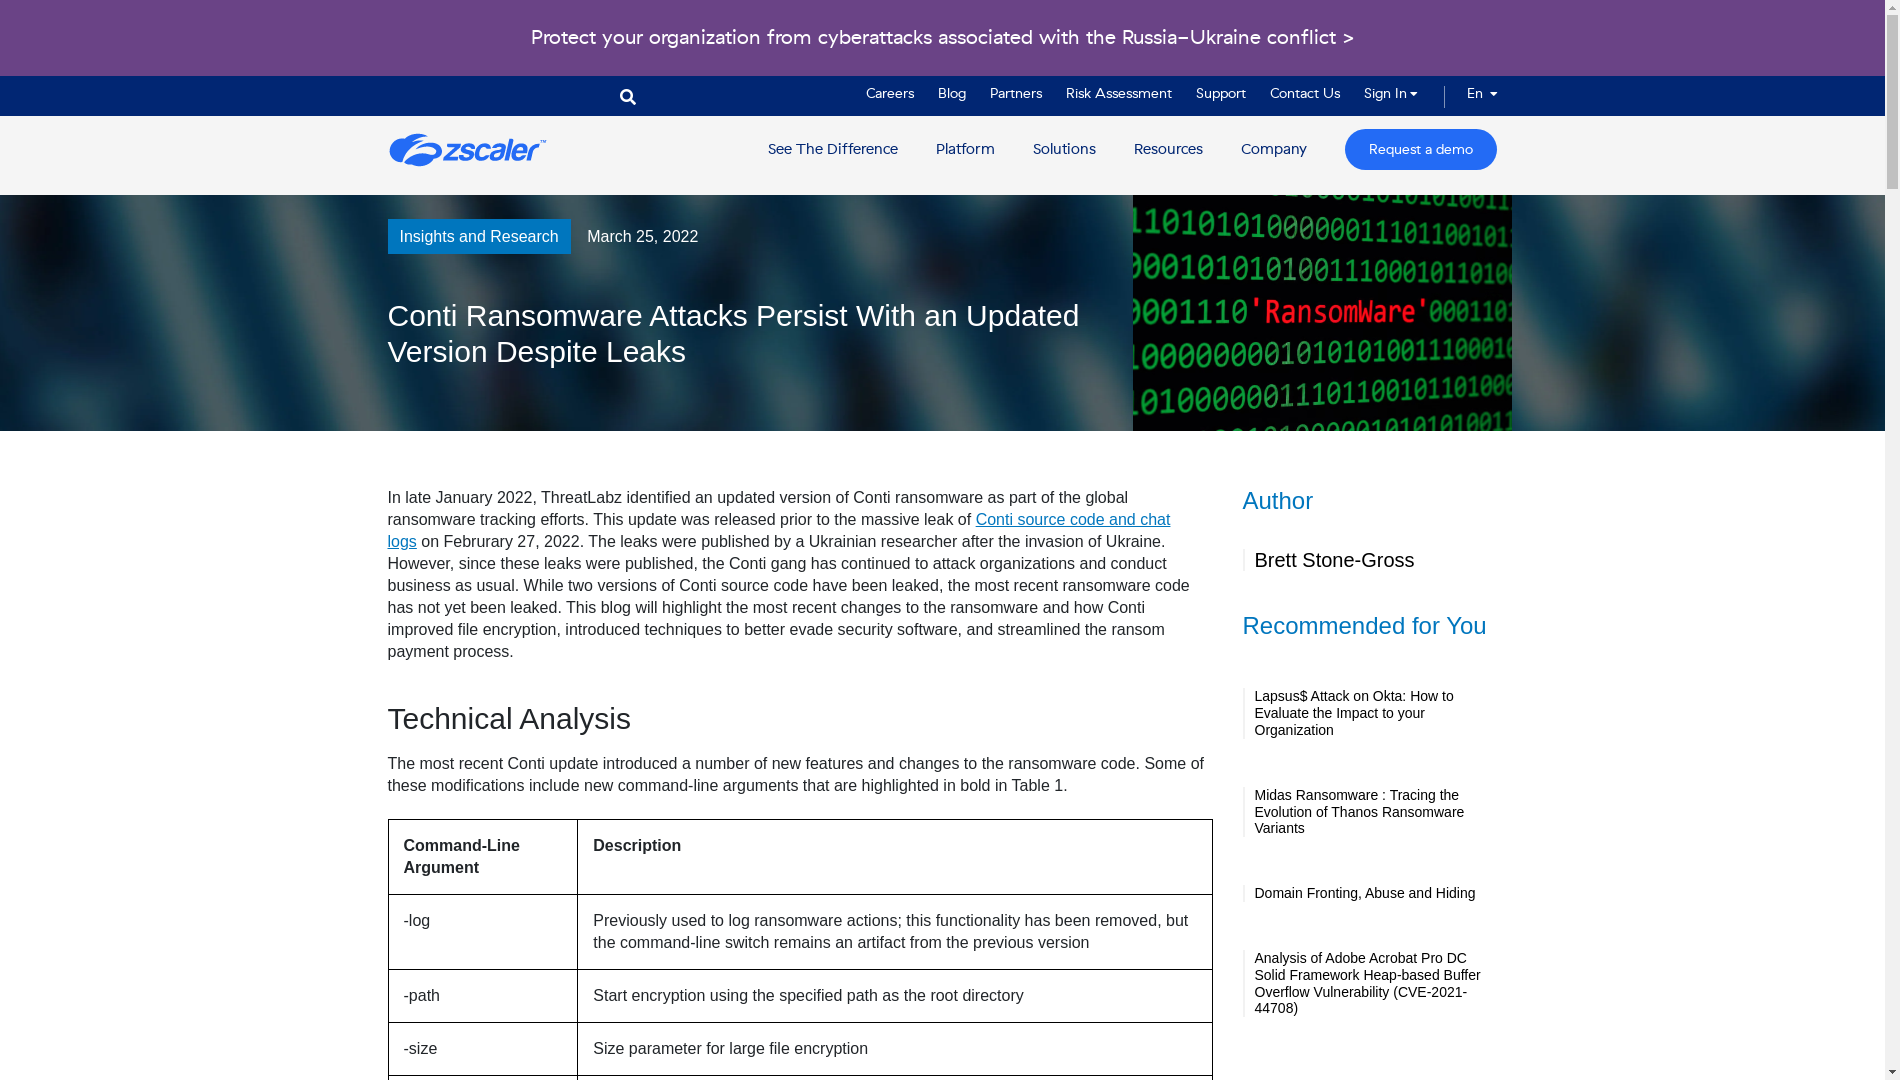 Protect your organization from cyberattacks associated with the Russia-Ukraine conflict >
Careers Blog Partners Risk Assessment Support Contact Us Sign In En
zscaler™ See The Difference Platform Solutions Resources Company Request a demo
Insights and Research March 25, 2022
Conti Ransomware Attacks Persist With an Updated
Version Despite Leaks
'RansomWare'
In late January 2022, ThreatLabz identified an updated version of Conti ransomware as part of the global
ransomware tracking efforts. This update was released prior to the massive leak of Conti source code and chat
logs on Februrary 27, 2022. The leaks were published by a Ukrainian researcher after the invasion of Ukraine.
However, since these leaks were published, the Conti gang has continued to attack organizations and conduct
business as usual. While two versions of Conti source code have been leaked, the most recent ransomware code
has not yet been leaked. This blog will highlight the most recent changes to the ransomware and how Conti
improved file encryption, introduced techniques to better evade security software, and streamlined the ransom
payment process.
Technical Analysis
The most recent Conti update introduced a number of new features and changes to the ransomware code. Some of
these modifications include new command-line arguments that are highlighted in bold in Table 1.
Command-Line
Argument
Description
-log
Previously used to log ransomware actions; this functionality has been removed, but
the command-line switch remains an artifact from the previous version
-path
Start encryption using the specified path as the root directory
-size
Size parameter for large file encryption
Author
Brett Stone-Gross
Recommended for You
Lapsus$ Attack on Okta: How to
Evaluate the Impact to your
Organization
Midas Ransomware : Tracing the
Evolution of Thanos Ransomware
Variants
Domain Fronting, Abuse and Hiding
Analysis of Adobe Acrobat Pro DC
Solid Framework Heap-based Buffer
Overflow Vulnerability (CVE-2021-
44708)